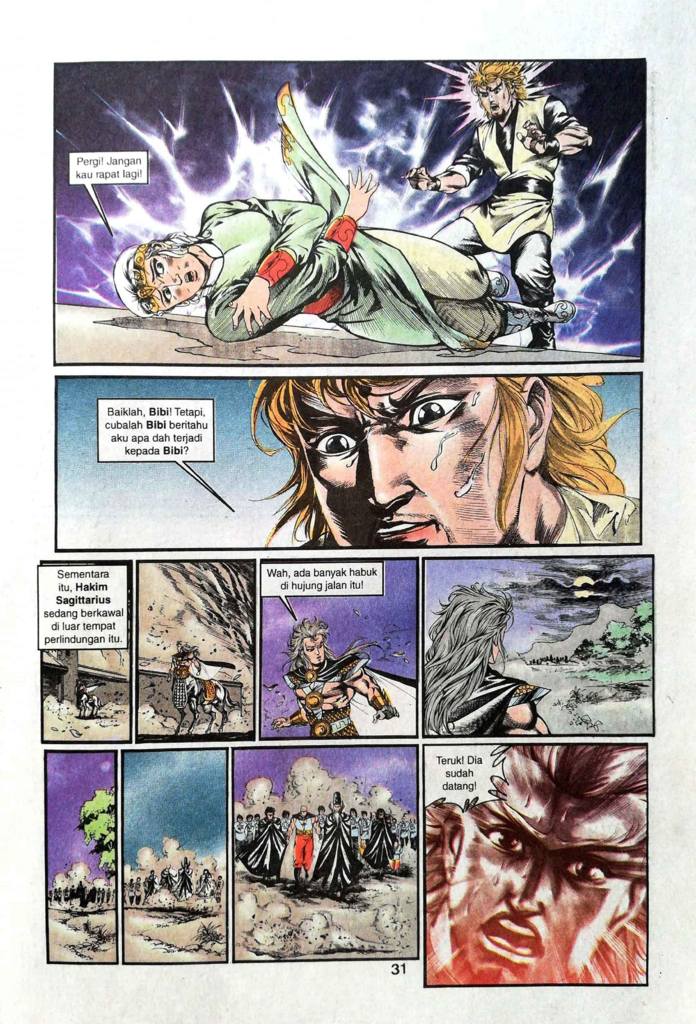 Pergi! Jangan
kau rapat lagi!
Baiklah, Bibi! Tetapi,
cubalah Bibi beritahu
aku apa dah terjadi
kepada Bibi?
Sementara
itu, Hakim
Sagittarius
sedang berkawal
di luar tempat
perlindungan itu.
Wah, ada banyak habuk
di hujung jalan itu!
Teruk! Dia
sudah
datang!
31